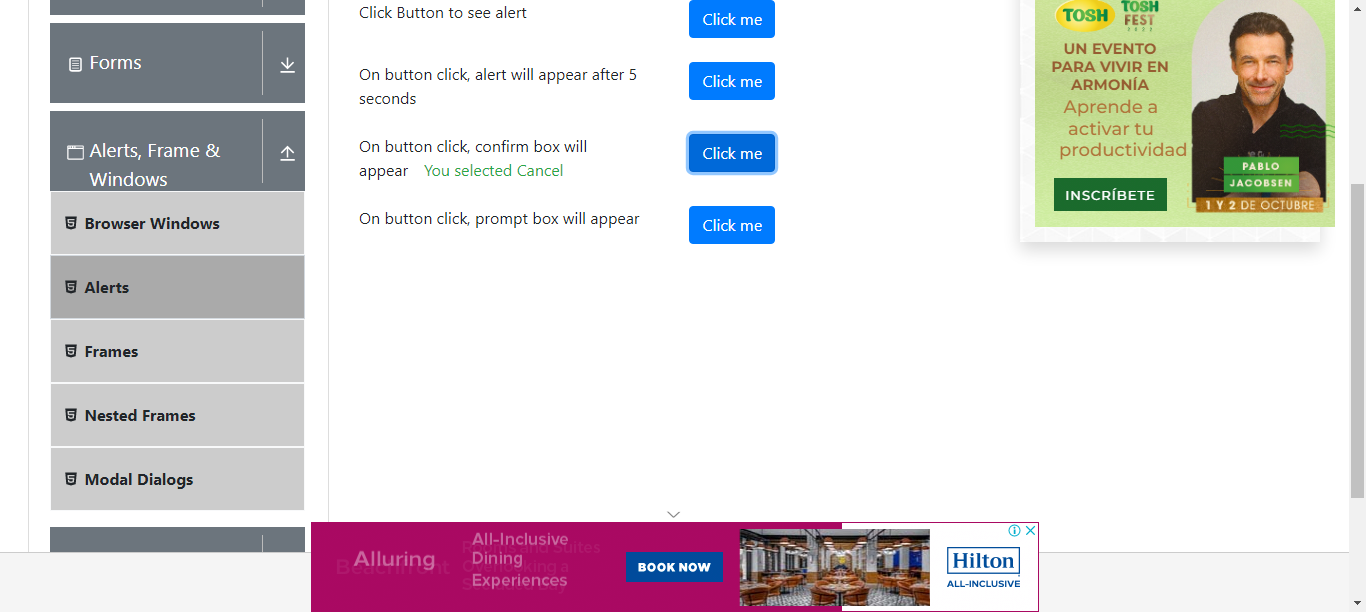 Click Button to see alert
Click me
Forms
On button click, alert will appear after 5
seconds
Click me
Alerts, Frame &
Windows
On button click, confirm box will
appear You selected Cancel
Click me
On button click, prompt box will appear
Click me
Browser Windows
Alerts
Frames
Nested Frames
Modal Dialogs
TOSH
TOSH
FEST
UN EVENTO
PARA VIVIR EN
ARMONÍA
Aprende a
activar tu
productividad
PABLO
JACOBSEN
INSCRÍBETE
1 Y 2 DE OCTUBRE
Alluring
Beachfront
All-Inclusive
Dining
Experiences
BOOK NOW
Hilton
ALL-INCLUSIVE